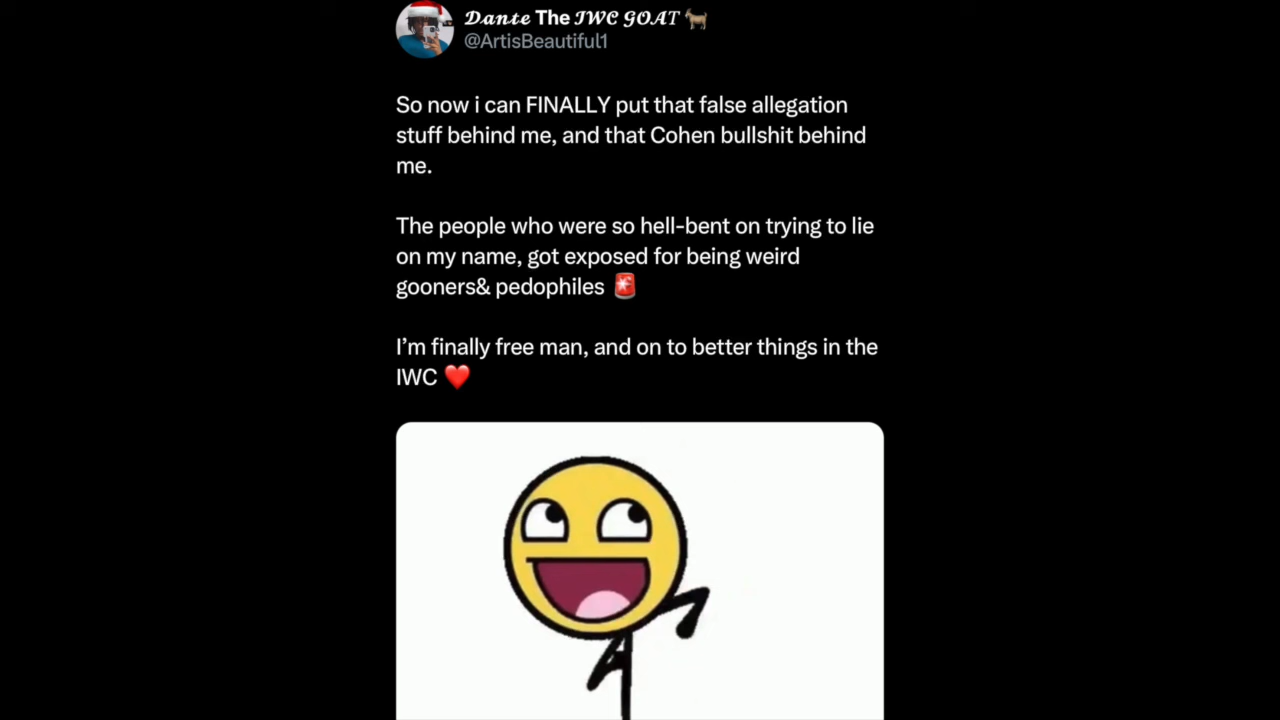 𝓓𝓪𝓷𝓽𝓮 The 𝓘𝓦𝓒 𝓖𝓞𝓐𝓣 🐐
@ArtisBeautiful1
So now i can FINALLY put that false allegation
stuff behind me, and that Cohen bullshit behind
me.
The people who were so hell-bent on trying to lie
on my name, got exposed for being weird
gooners& pedophiles 🚨
I’m finally free man, and on to better things in the
IWC ❤️